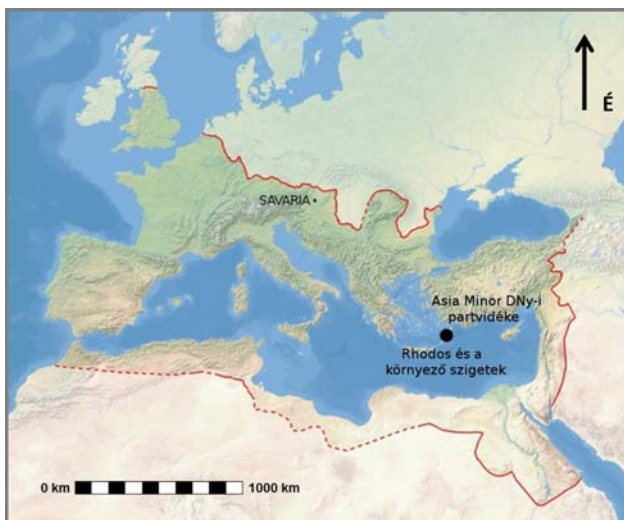 É
SAVARIA
Asia Minor DNy-i
partvidéke
Rhodos és a
környező szigetek
0 km
1000 km